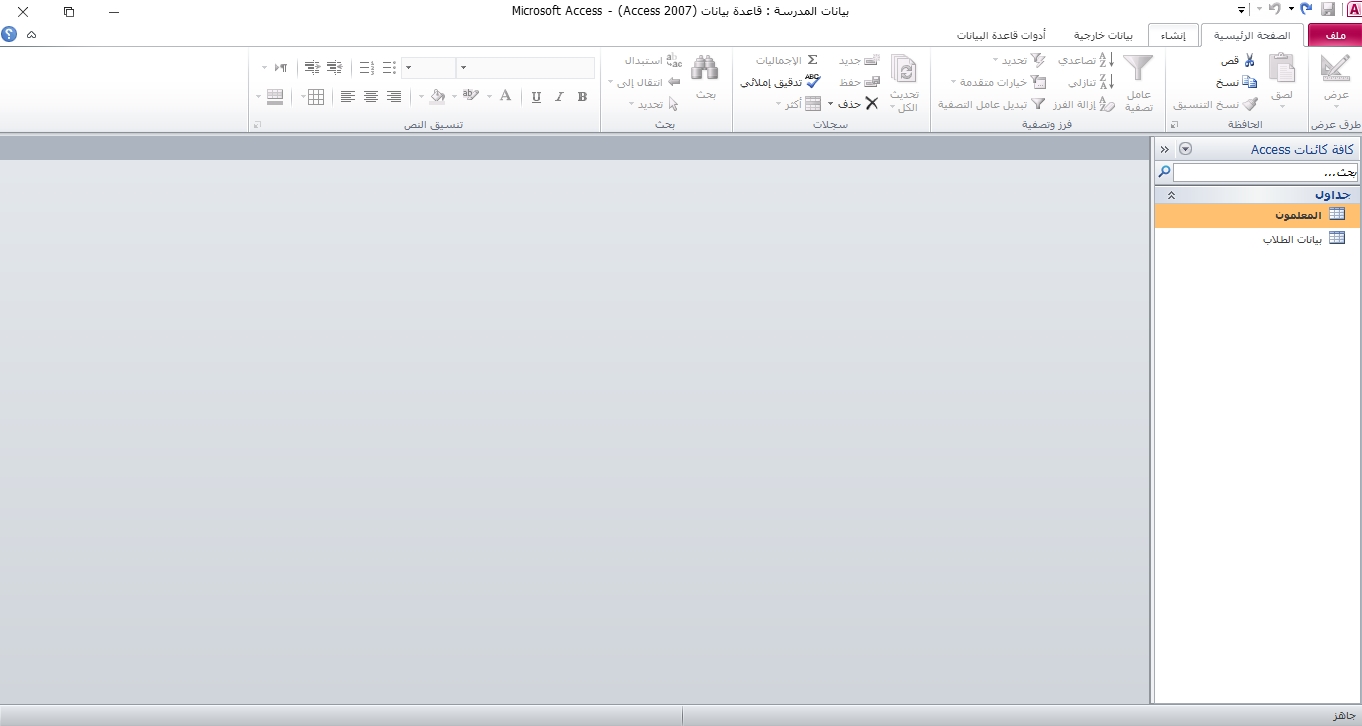 بيانات المدرسة : قاعدة بيانات (Access 2007) - Microsoft Access
ملف الصفحة الرئيسية إنشاء بيانات خارجية أدوات قاعدة البيانات
عرض
طرق عرض
لصق
قص
نسخ
نسخ التنسيق
الحافظة
عامل تصفية
تصاعدي
تنازلي
إزالة الفرز
تحديد
خيارات متقدمة
تبديل عامل التصفية
فرز وتصفية
تحديث الكل
جديد
حفظ
حذف
الإجماليات
تدقيق إملائي
أكثر
سجلات
بحث
استبدال
انتقال إلى
تحديد
بحث
B I U A
تنسيق النص
كافة كائنات Access
بحث...
جداول
المعلمون
بيانات الطلاب
جاهز